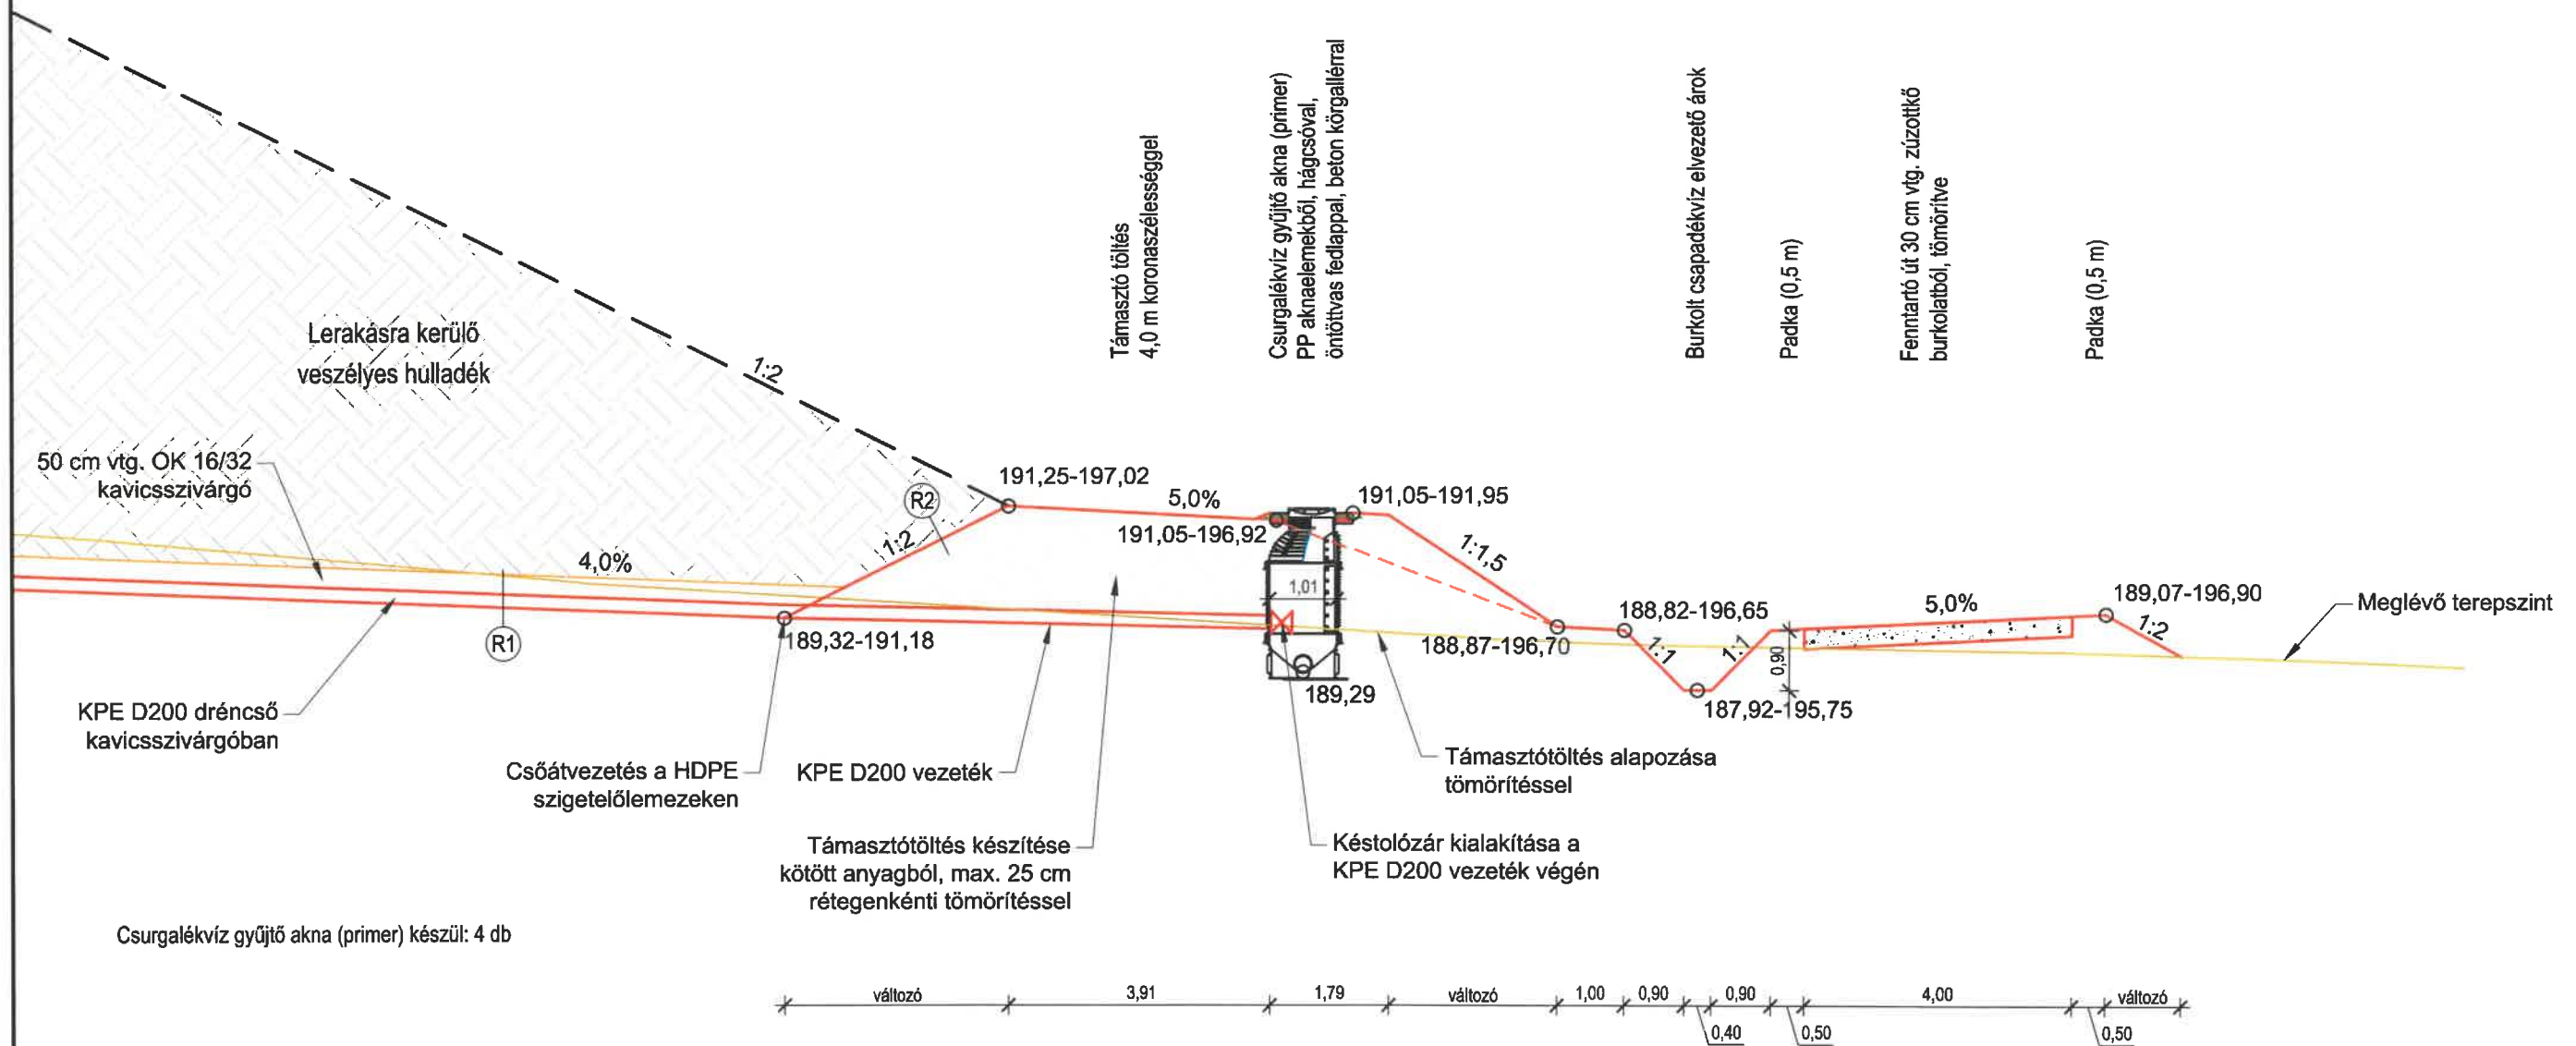 Támasztó töltés
4,0 m koronaszélességgel
Csurgalékvíz gyűjtő akna (primer)
PP aknaelemekből, hágcsóval,
öntöttvas fedlappal, beton körgallérral
Burkolt csapadékvíz elvezető árok
Padka (0,5 m)
Fenntartó út 30 cm vtg. zúzottkő
burkolatból, tömörítve
Padka (0,5 m)
Lerakásra kerülő
veszélyes hulladék
1:2
50 cm vtg. OK 16/32
kavicsszivárgó
191,25-197,02
5,0%
191,05-191,95
R2
191,05-196,92
1:2
4,0%
1:1,5
1,01
188,82-196,65
5,0%
189,07-196,90
Meglévő terepszint
1:2
R1
189,32-191,18
188,87-196,70
1:1
1:1
0,90
189,29
187,92-195,75
KPE D200 dréncső
kavicsszivárgóban
Csőátvezetés a HDPE
szigetelőlemezeken
KPE D200 vezeték
Támasztótöltés alapozása
tömörítéssel
Támasztótöltés készítése
kötött anyagból, max. 25 cm
rétegenkénti tömörítéssel
Késtolózár kialakítása a
KPE D200 vezeték végén
Csurgalékvíz gyűjtő akna (primer) készül: 4 db
változó
3,91
1,79
változó
1,00
0,90
0,90
4,00
változó
0,40
0,50
0,50